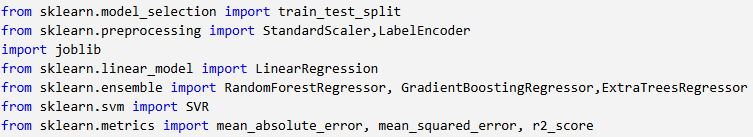 from sklearn.model_selection import train_test_split
from sklearn.preprocessing import StandardScaler,LabelEncoder
import joblib
from sklearn.linear_model import LinearRegression
from sklearn.ensemble import RandomForestRegressor, GradientBoostingRegressor,ExtraTreesRegressor
from sklearn.svm import SVR
from sklearn.metrics import mean_absolute_error, mean_squared_error, r2_score